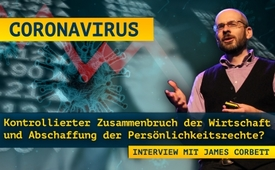 CORONAVIRUS
Kontrollierter Zusammenbruch der Wirtschaft
und Abschaffung der Persönlichkeitsrechte?
INTERVIEW MIT JAMES CORBETT